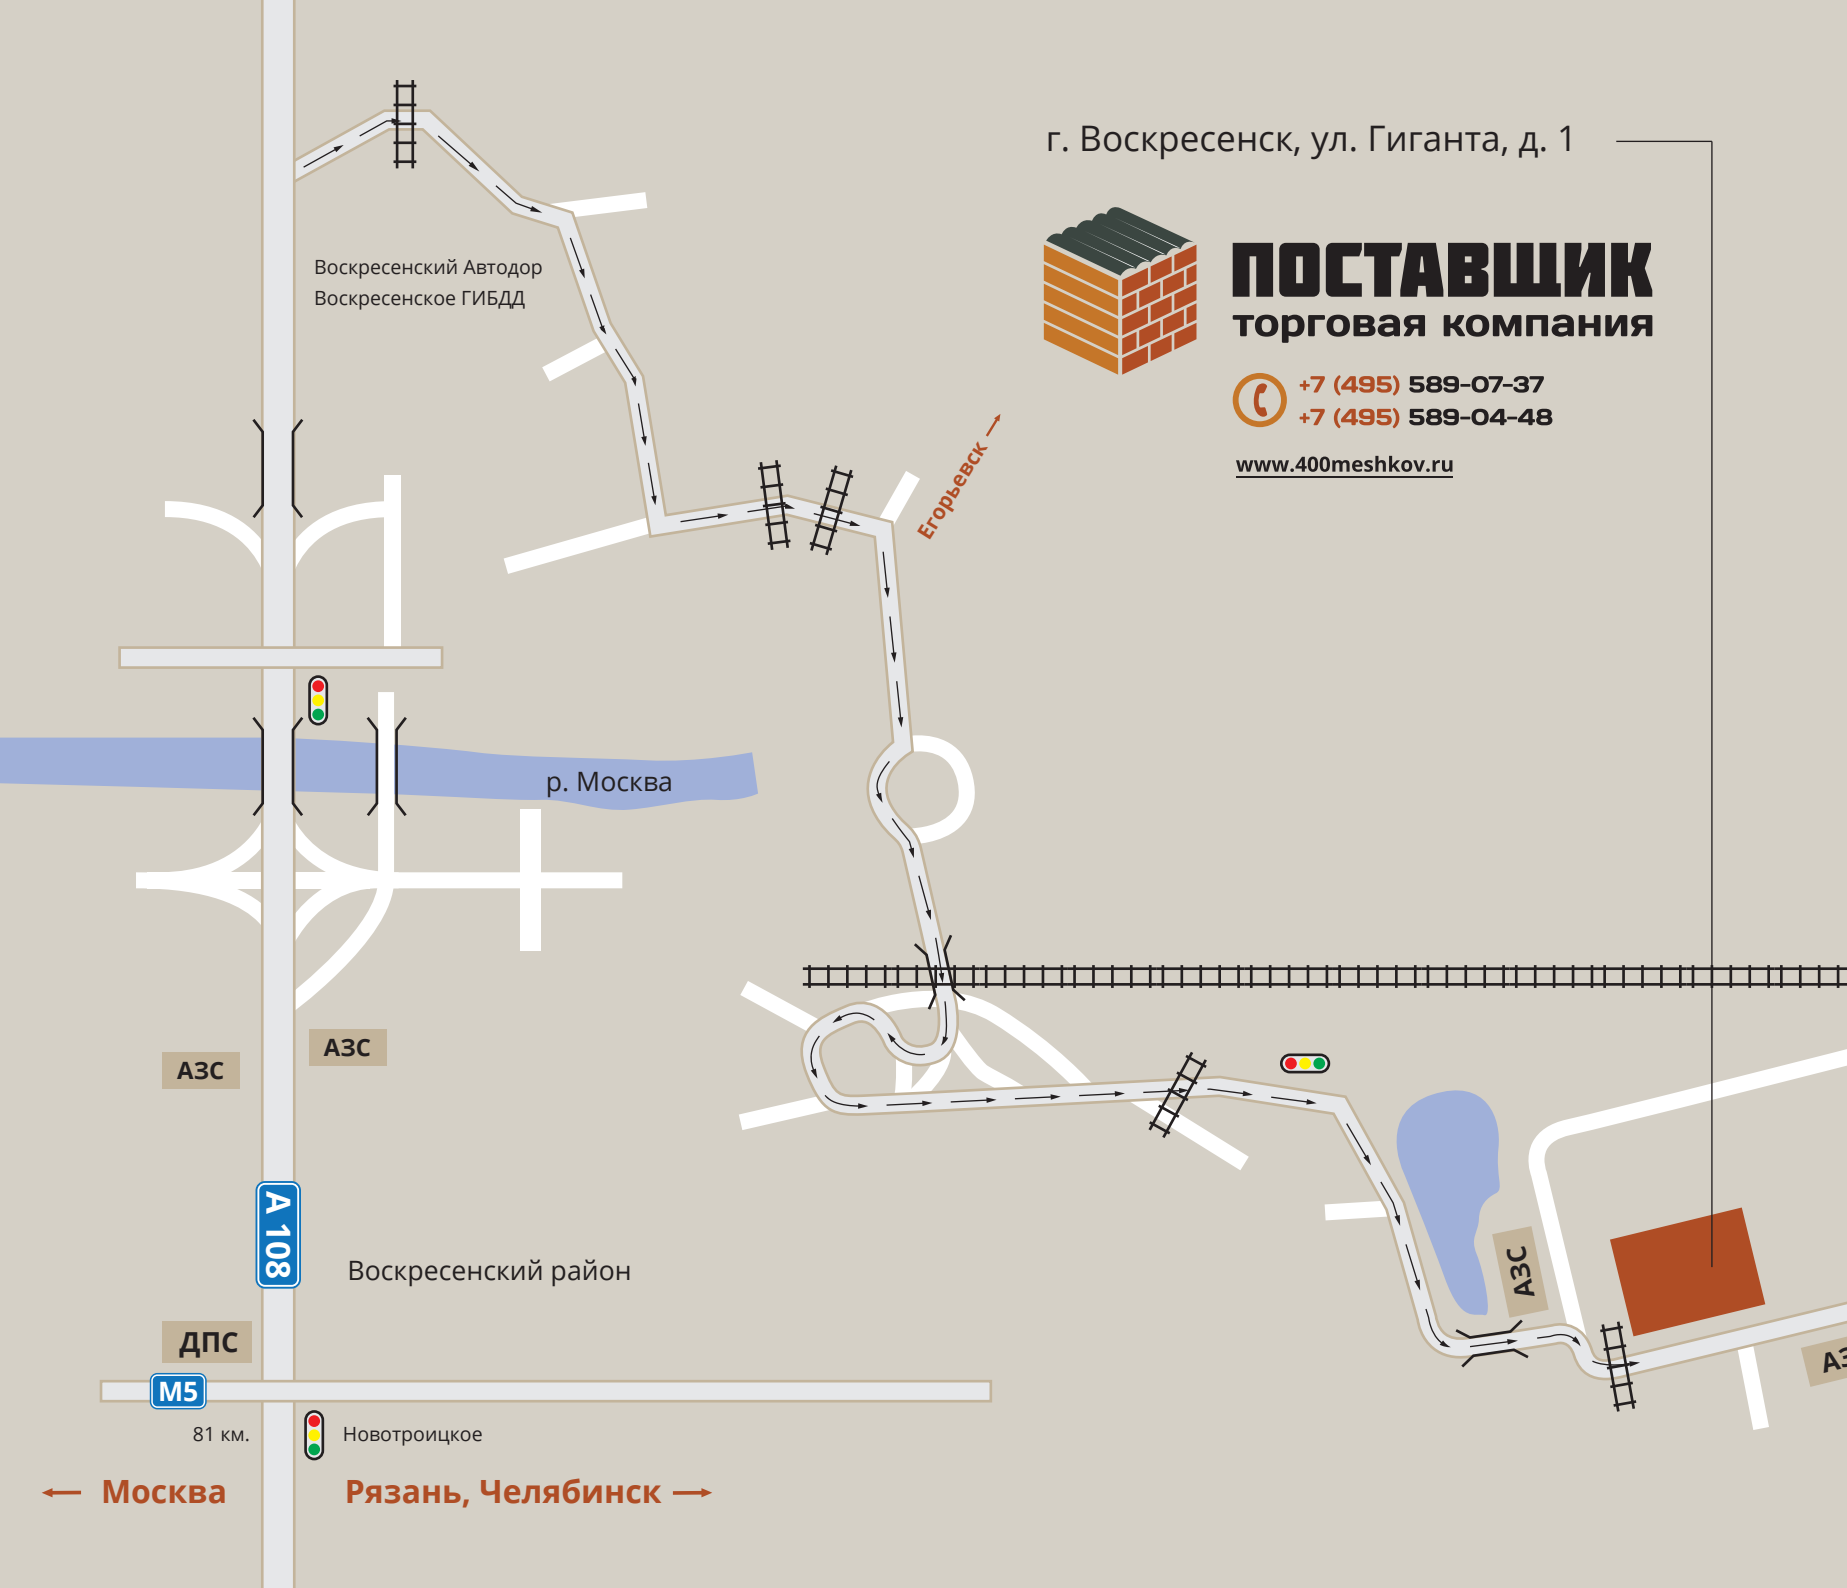 г. Воскресенск, ул. Гиганта, д. 1
ПОСТАВЩИК
торговая компания
+7 (495) 589-07-37
+7 (495) 589-04-48
www.400meshkov.ru
Воскресенский Автодор
Воскресенское ГИБДД
Егорьевск
р. Москва
АЗС
АЗС
А 108
Воскресенский район
АЗС
ДПС
М5
81 км.
Новотроицкое
Москва
Рязань, Челябинск